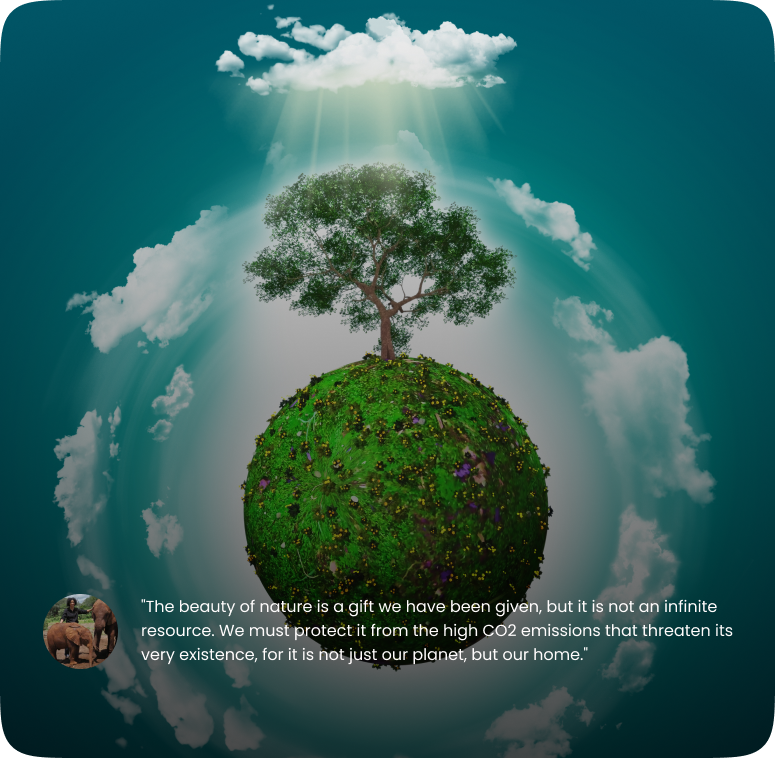 "The beauty of nature is a gift we have been given, but it is not an infinite
resource. We must protect it from the high CO2 emissions that threaten its
very existence, for it is not just our planet, but our home."